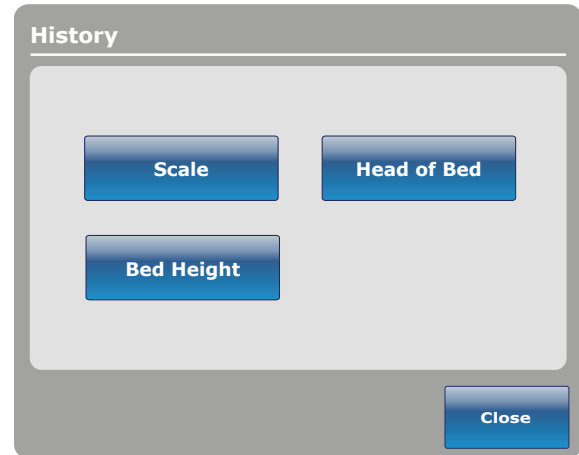 History
Scale
Head of Bed
Bed Height
Close